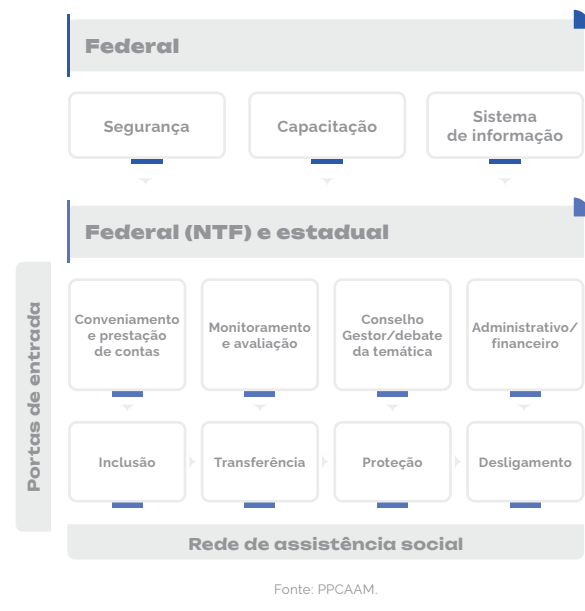 Federal
Segurança
Capacitação
Sistema
de informação
Federal (NTF) e estadual
Portas de entrada
Conveniamento
e prestação
de contas
Monitoramento
e avaliação
Conselho
Gestor/debate
da temática
Administrativo/
financeiro
Inclusão
Transferência
Proteção
Desligamento
Rede de assistência social
Fonte: PPCAAM.